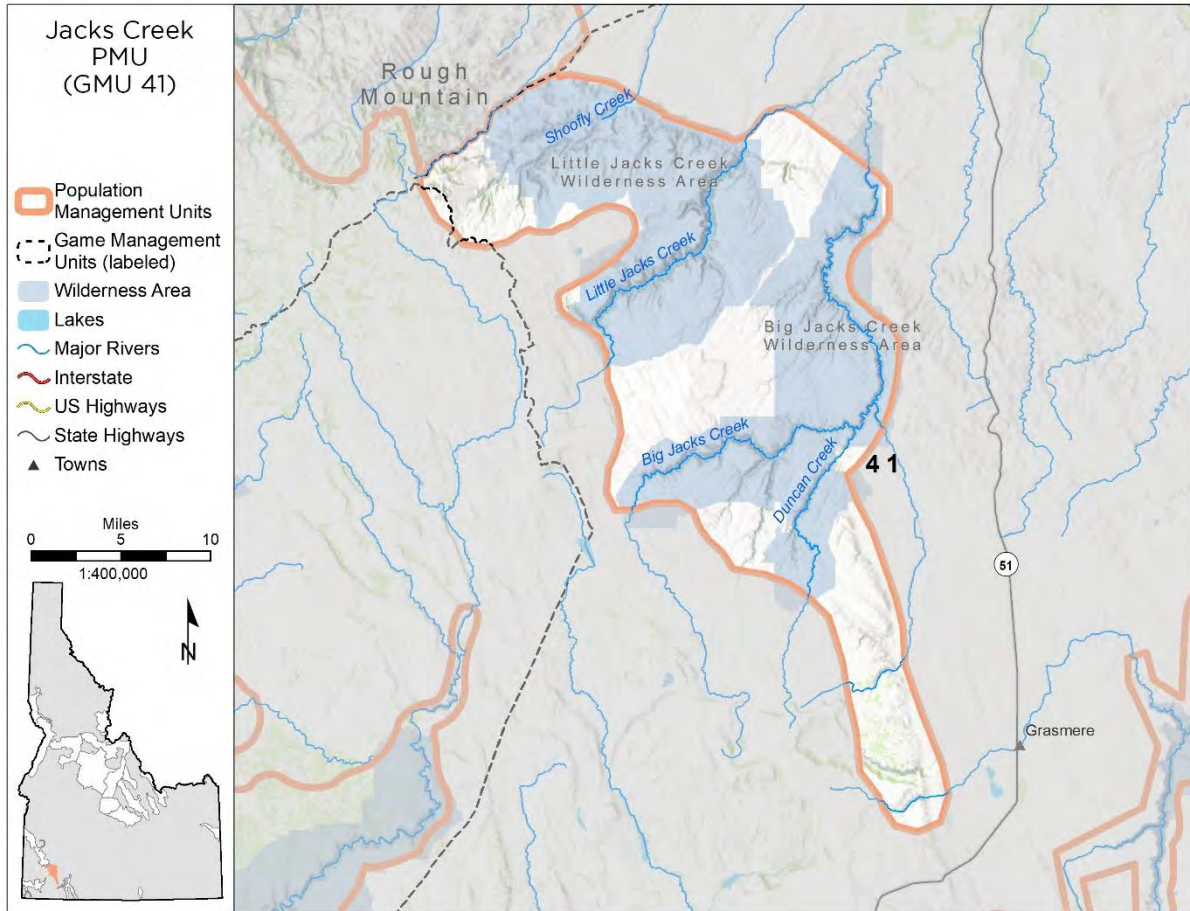 Jacks Creek
PMU
(GMU 41)
Population
Management Units
Game Management
Units (labeled)
Wilderness Area
Lakes
Major Rivers
Interstate
US Highways
State Highways
Towns
Miles
0 5 10
1:400,000
N
Rough
Mountain
Shoofly Creek
Little Jacks Creek
Wilderness Area
Little Jacks Creek
Big Jacks Creek
Wilderness Area
Big Jacks Creek
Duncan Creek
41
51
Grasmere